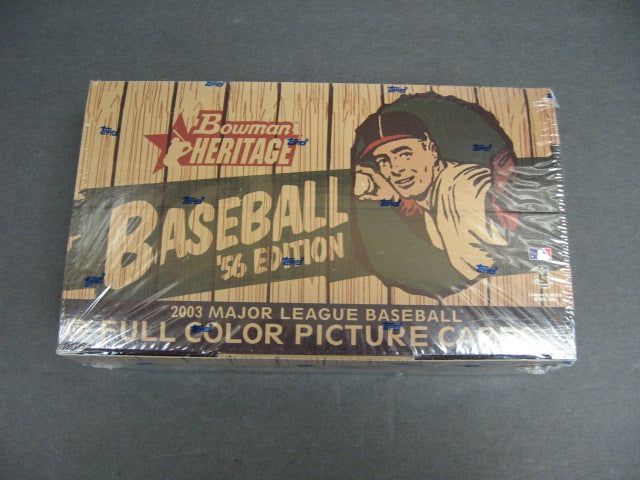 Bowman
HERITAGE
BASEBALL
'56 EDITION
2003 MAJOR LEAGUE BASEBALL
FULL COLOR PICTURE CARDS